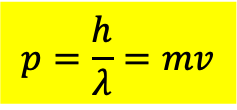 p = h/λ = mv